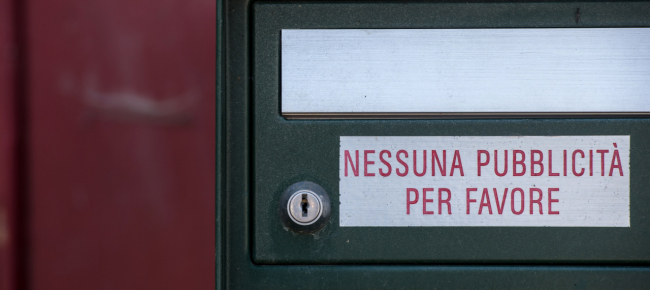 NESSUNA PUBBLICITÀ
PER FAVORE